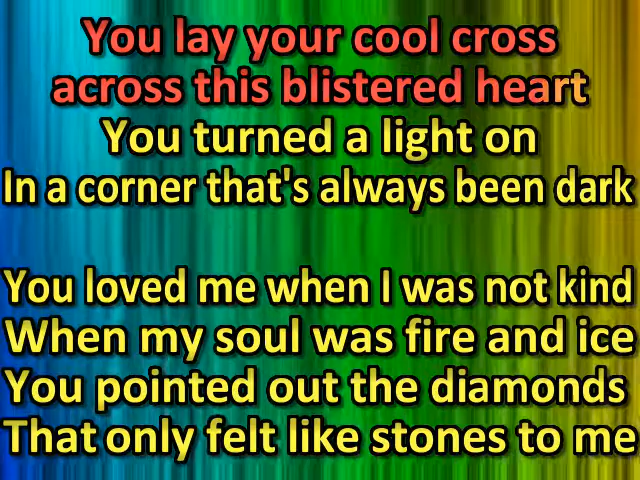 You lay your cool cross
across this blistered heart
You turned a light on
In a corner that's always been dark
You loved me when I was not kind
When my soul was fire and ice
You pointed out the diamonds
That only felt like stones to me